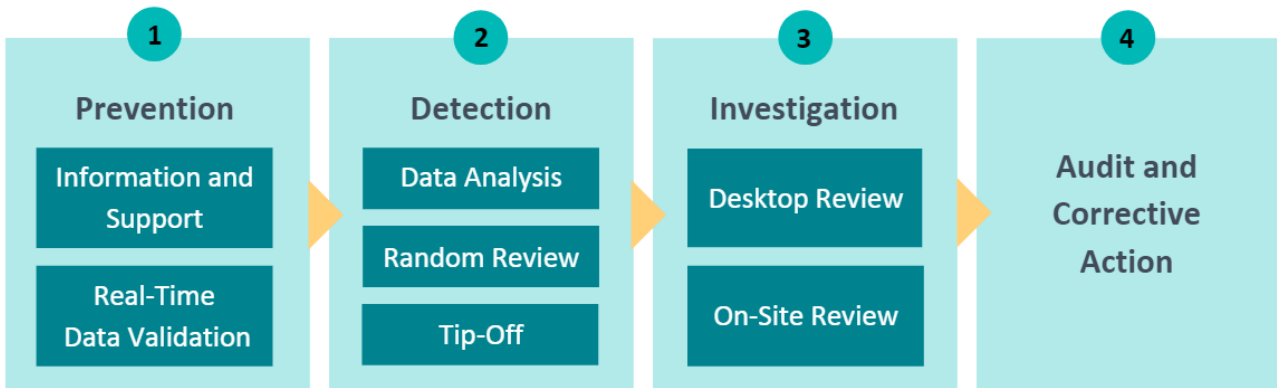 1
Prevention
Information and
Support
Real-Time
Data Validation
2
Detection
Data Analysis
Random Review
Tip-Off
3
Investigation
Desktop Review
On-Site Review
4
Audit and
Corrective
Action